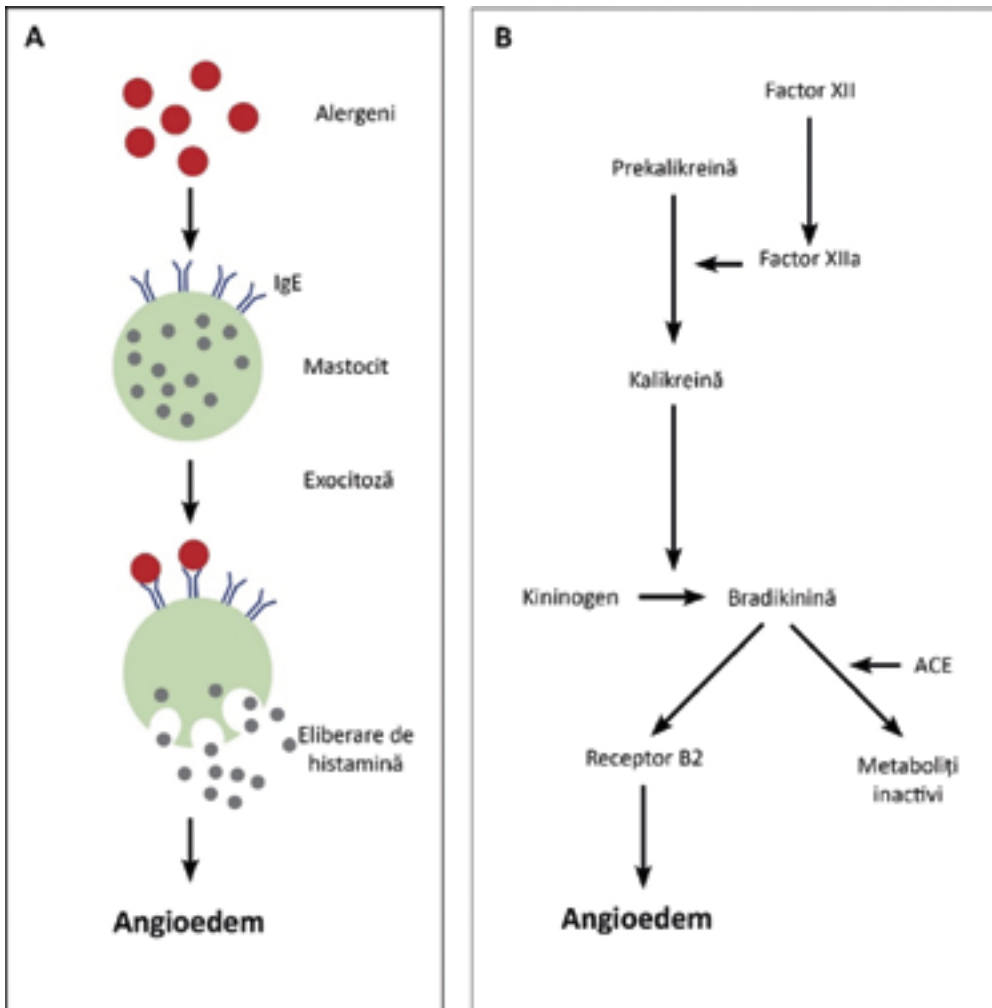 A
Alergeni
IgE
Mastocit
Exocitoză
Eliberare de
histamină
Angioedem
B
Factor XII
Prekalikreină
Factor XIIa
Kalikreină
Kininogen
Bradikinină
ACE
Receptor B2
Metaboliți
inactivi
Angioedem